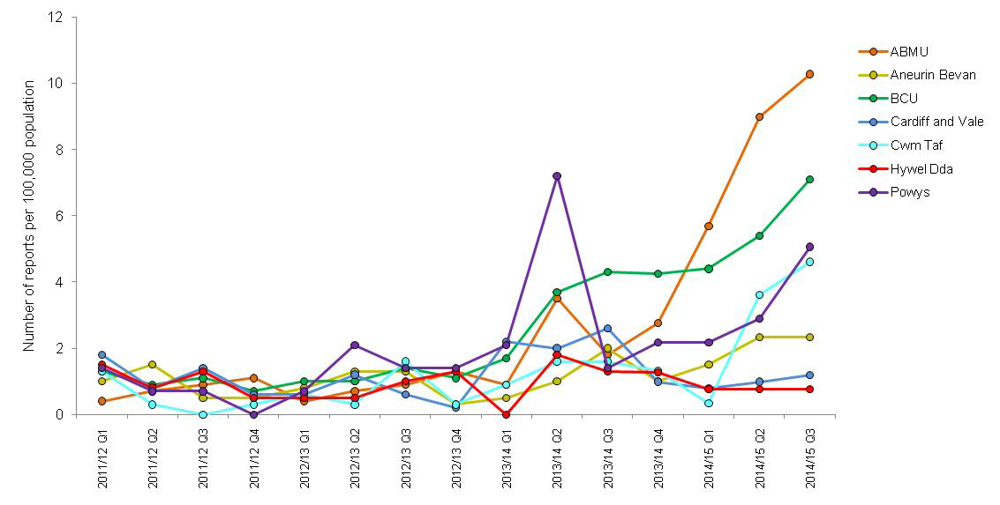 Number of reports per 100,000 population
12
10
8
6
4
2
0
2011/12 Q1
2011/12 Q2
2011/12 Q3
2011/12 Q4
2012/13 Q1
2012/13 Q2
2012/13 Q3
2012/13 Q4
2013/14 Q1
2013/14 Q2
2013/14 Q3
2013/14 Q4
2014/15 Q1
2014/15 Q2
2014/15 Q3
ABMU
Aneurin Bevan
BCU
Cardiff and Vale
Cwm Taf
Hywel Dda
Powys